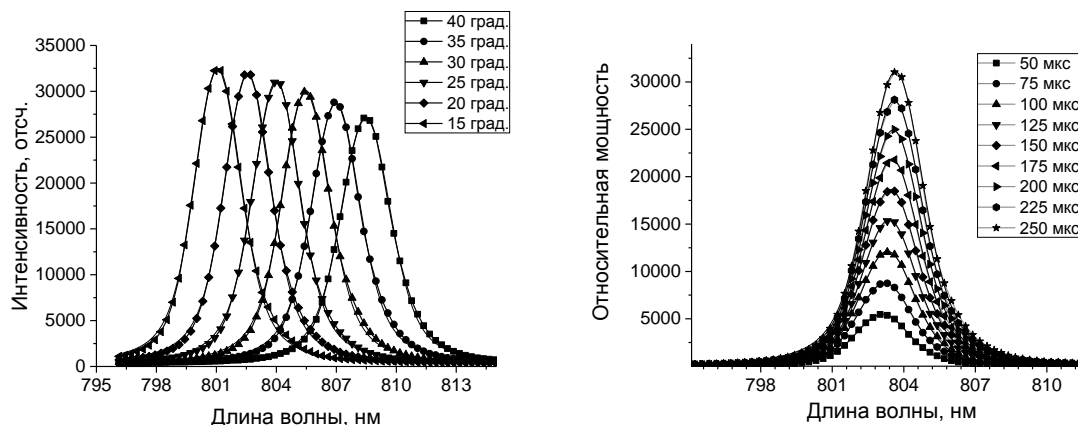 40 град.
35 град.
30 град.
25 град.
20 град.
15 град.
35000
30000
25000
20000
15000
10000
5000
0
795 798 801 804 807 810 813
Интенсивность, отсч.
Длина волны, нм
50 мкс
75 мкс
100 мкс
125 мкс
150 мкс
175 мкс
200 мкс
225 мкс
250 мкс
30000
25000
20000
15000
10000
5000
798 801 804 807 810
Относительная мощность
Длина волны, нм